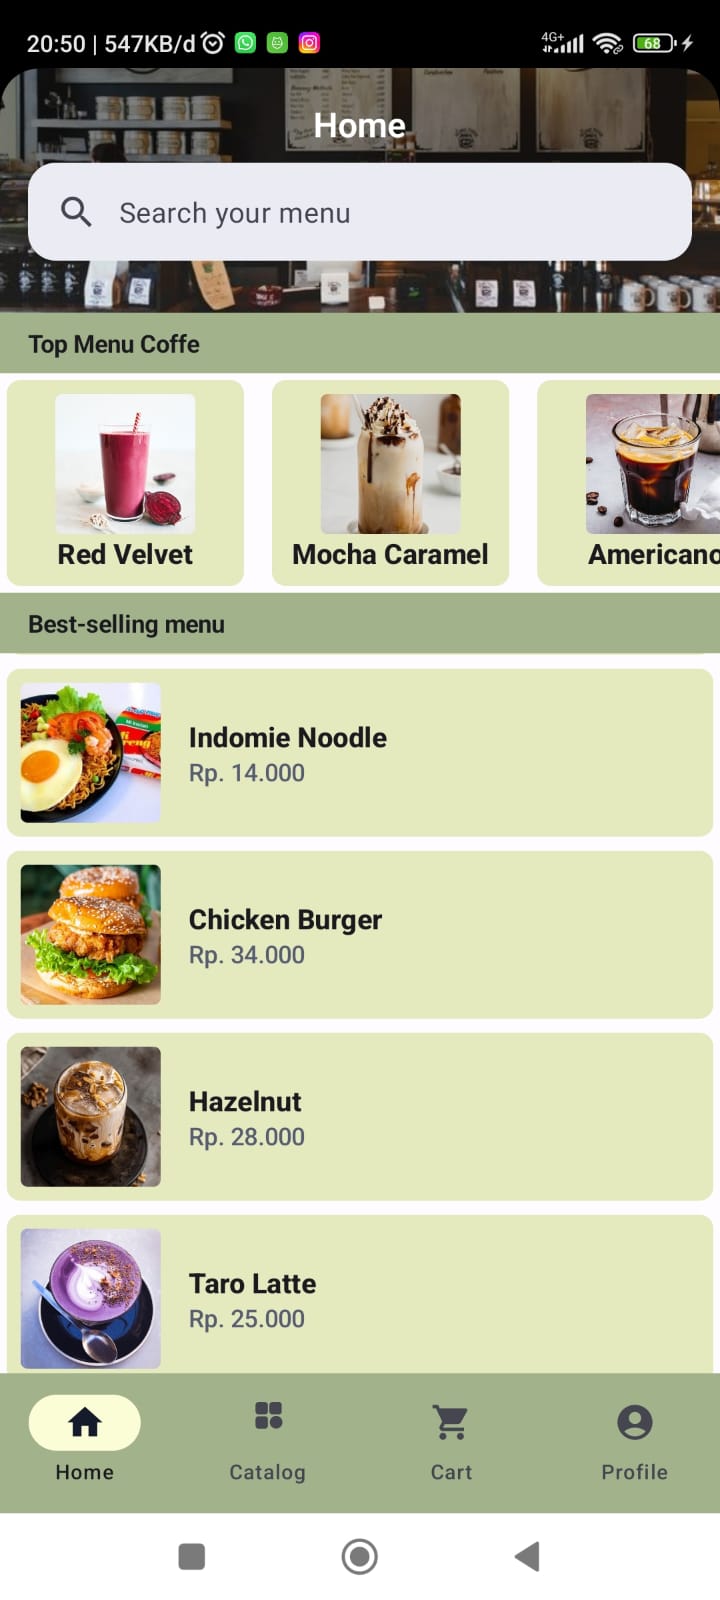 20:50 | 547KB/d
4G+
68
Home
Search your menu
Top Menu Coffe
Red Velvet
Mocha Caramel
Americano
Best-selling menu
Indomie Noodle
Rp. 14.000
Chicken Burger
Rp. 34.000
Hazelnut
Rp. 28.000
Taro Latte
Rp. 25.000
Home
Catalog
Cart
Profile